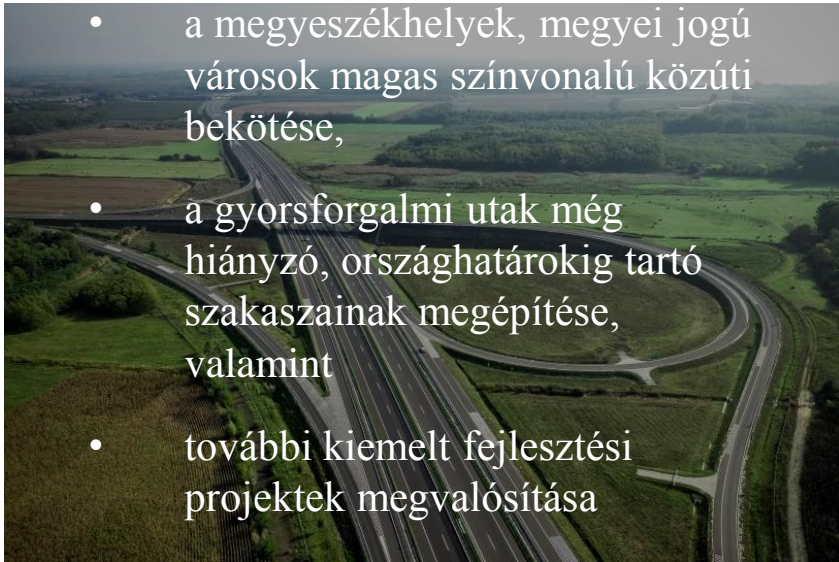 • a megyeszékhelyek, megyei jogú
városok magas színvonalú közúti
bekötése,
• a gyorsforgalmi utak még
hiányzó, országhatárokig tartó
szakaszainak megépítése,
valamint
• további kiemelt fejlesztési
projektek megvalósítása